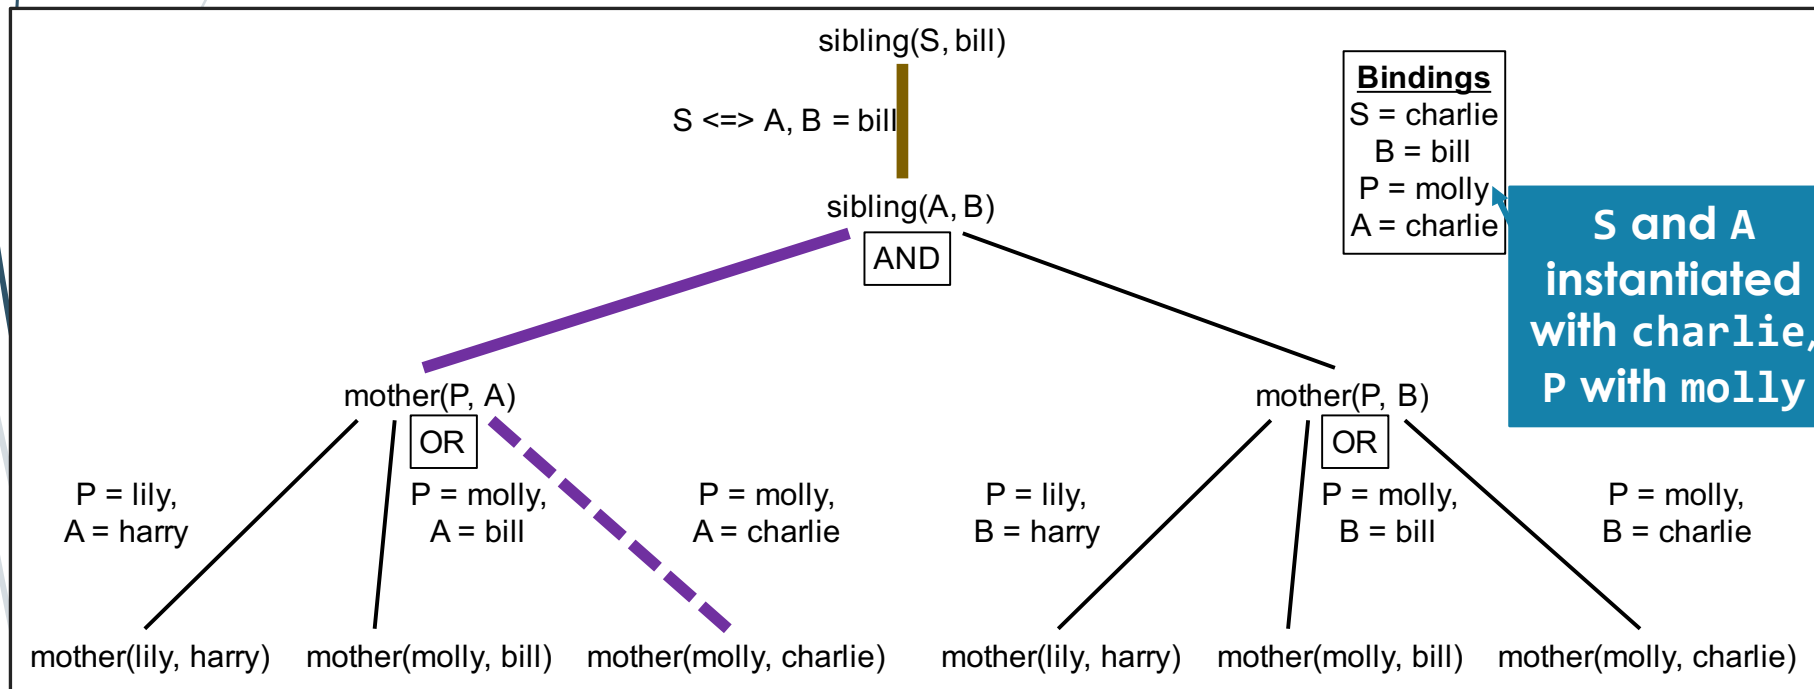 sibling(S, bill)
S <=> A, B = bill
Bindings
S = charlie
B = bill
P = molly
A = charlie
S and A
instantiated
with charlie,
P with molly
sibling(A, B)
AND
mother(P, A)
OR
mother(P, B)
OR
P = lily,
A = harry
P = molly,
A = bill
P = molly,
A = charlie
P = lily,
B = harry
P = molly,
B = bill
P = molly,
B = charlie
mother(lily, harry)
mother(molly, bill)
mother(molly, charlie)
mother(lily, harry)
mother(molly, bill)
mother(molly, charlie)